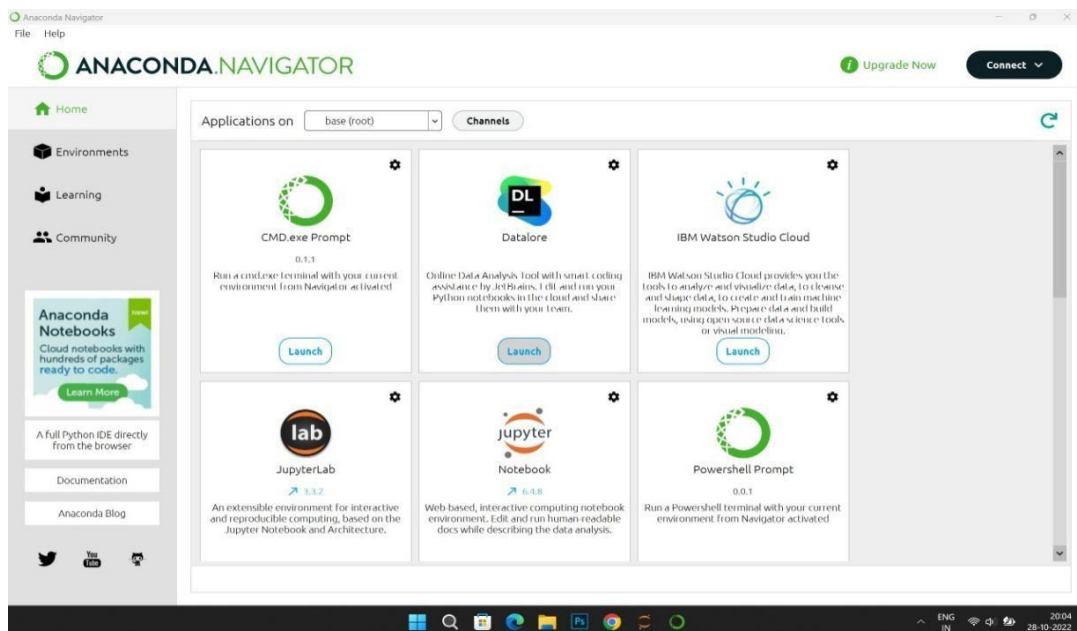 Anaconda Navigator
File Help
ANACONDA.NAVIGATOR
Upgrade Now
Connect
Home
Environments
Learning
Community
Anaconda Notebooks
New!
Cloud notebooks with
hundreds of packages
ready to code.
Learn More
A full Python IDE directly
from the browser
Documentation
Anaconda Blog
You
Tube
Applications on base (root) Channels
CMD.exe Prompt
0.1.1
Run a cmd.exe terminal with your current
environment from Navigator activated
Launch
DL
Datalore
Online Data Analysis Tool with smart coding
assistance by JetBrains. Edit and run your
Python notebooks in the cloud and share
them with your team.
Launch
IBM Watson Studio Cloud
IBM Watson Studio Cloud provides you the
tools to analyze and visualize data, to cleanse
and shape data, to create and train machine
learning models. Prepare data and build
models, using open source data science tools
or visual modeling.
Launch
lab
JupyterLab
3.3.2
An extensible environment for interactive
and reproducible computing, based on the
Jupyter Notebook and Architecture.
jupyter
Notebook
6.4.8
Web-based, interactive computing notebook
environment. Edit and run human-readable
docs while describing the data analysis.
Powershell Prompt
0.0.1
Run a Powershell terminal with your current
environment from Navigator activated
Ps
ENG
IN
20:04
28-10-2022